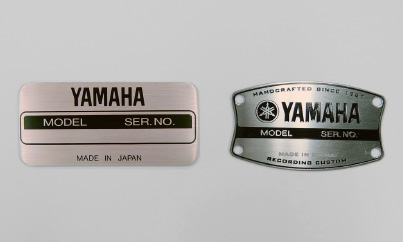 YAMAHA
MODEL SER.NO.
MADE IN JAPAN
HANDCRAFTED SINCE
YAMAHA
MODEL SER.NO.
MADE IN
RECORDING CUSTOM